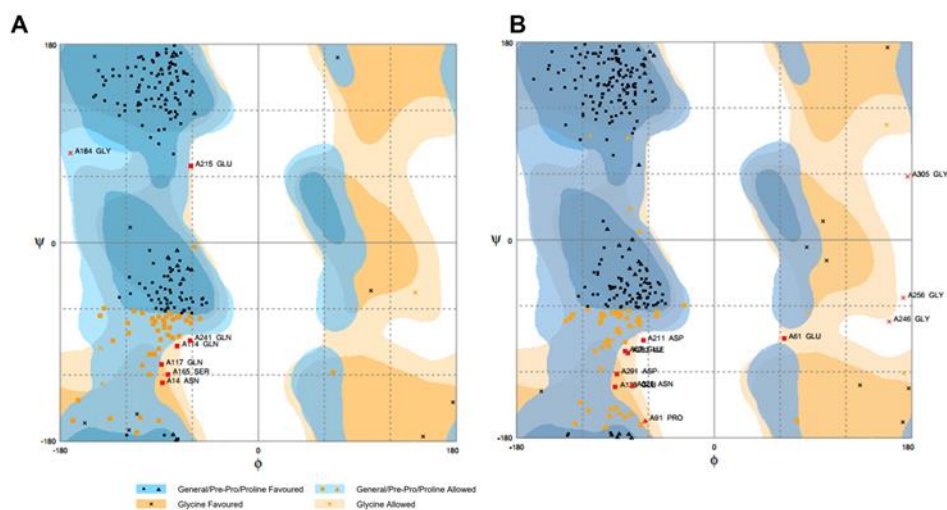 A
B
180
180
A184 GLY
A215 GLU
A305 GLY
ψ
0
ψ
0
A256 GLY
A246 GLY
A241 GLN
A114 GLN
A211 ASP
A61 GLU
A117 GLN
A165 SER
A14 ASN
A291 ASP
ASN
A91 PRO
-180
-180
-180
0
180
-180
0
180
ϕ
ϕ
General/Pre-Pro/Proline Favoured
General/Pre-Pro/Proline Allowed
Glycine Favoured
Glycine Allowed